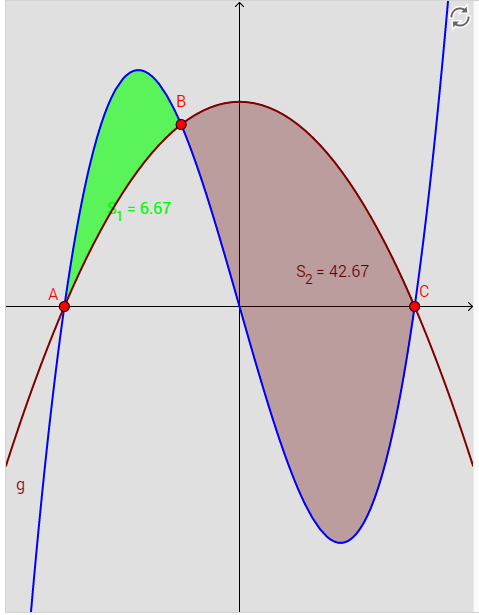 B
S₁ = 6.67
S₂ = 42.67
A
C
g